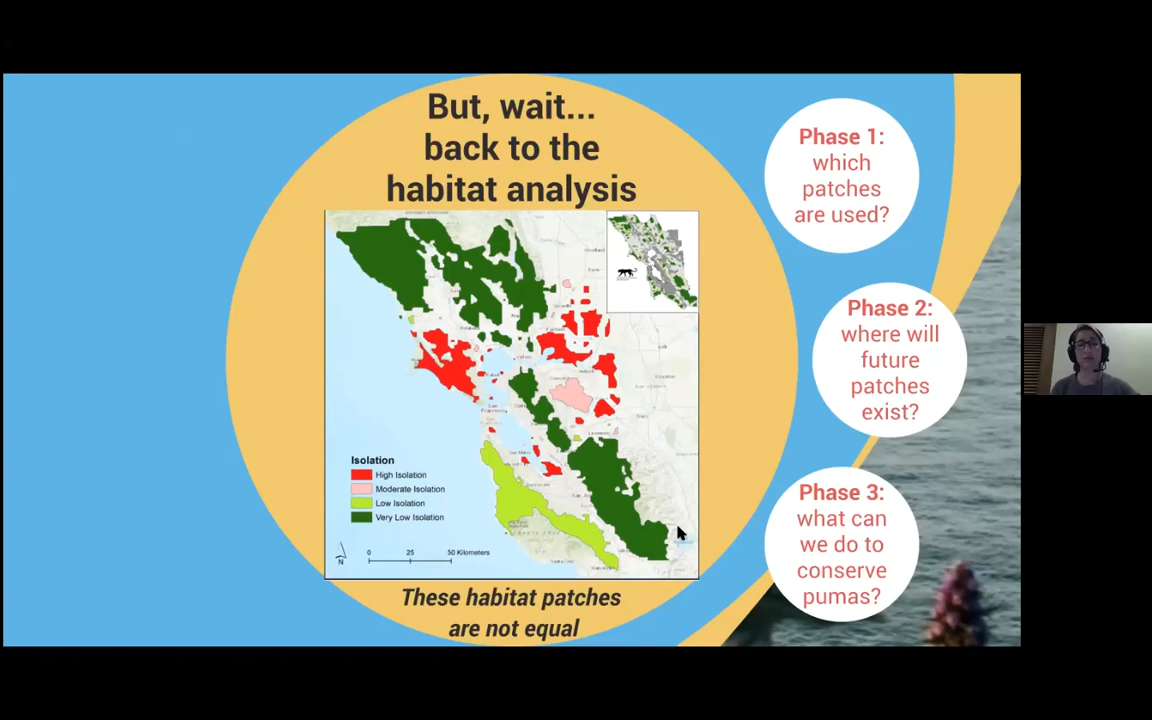 But, wait...
back to the
habitat analysis
Isolation
High Isolation
Moderate Isolation
Low Isolation
Very Low Isolation
N
0 25 50 Kilometers
These habitat patches
are not equal
Phase 1:
which
patches
are used?
Phase 2:
where will
future
patches
exist?
Phase 3:
what can
we do to
conserve
pumas?